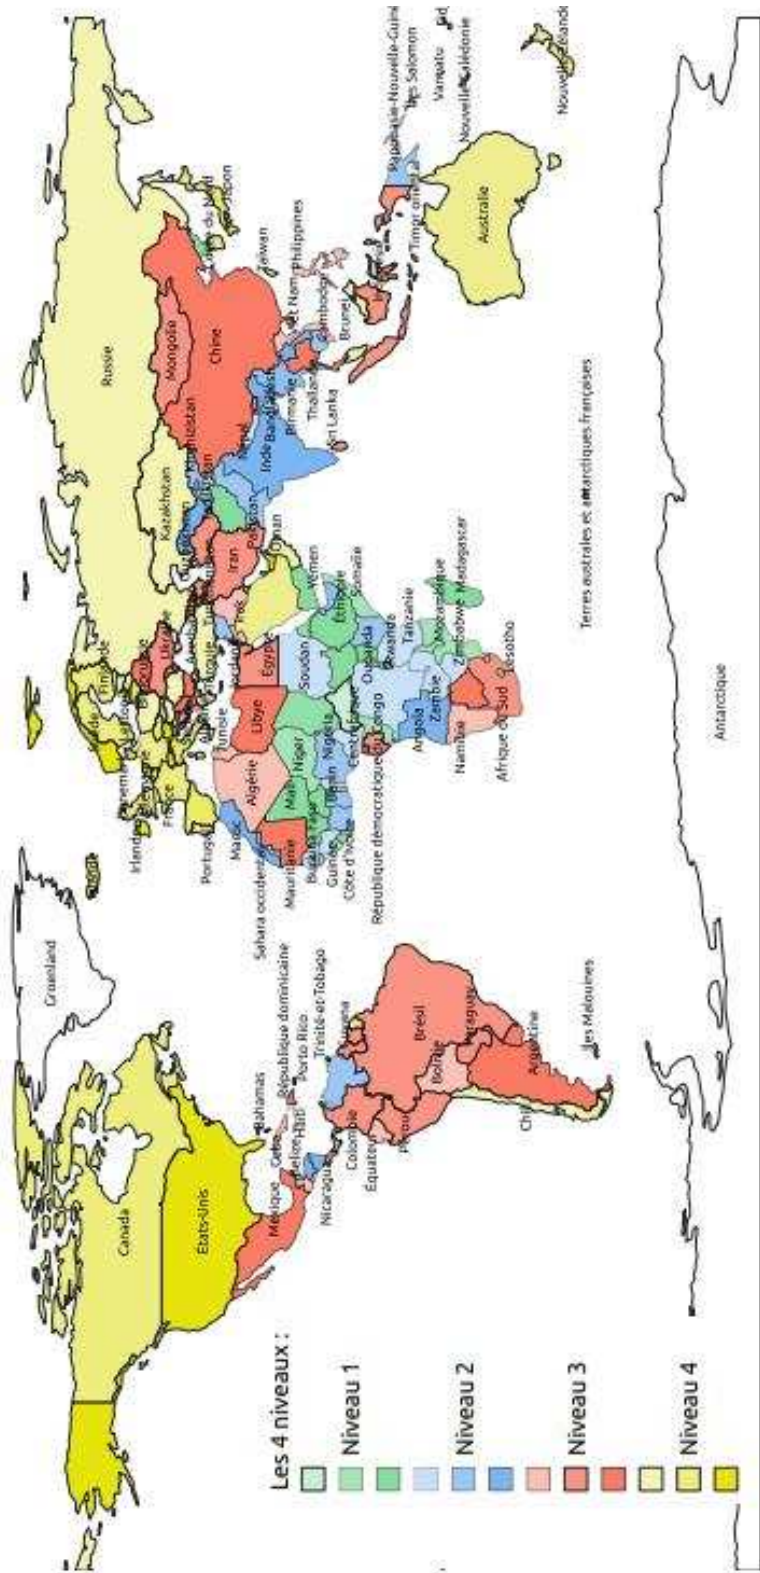 Groenland
Canada
États-Unis
Mexique
Bahamas
Cuba
République dominicaine
Porto Rico
Haïti
Belize
Trinité-et-Tobago
Nicaragua
Colombie
Équateur
Pérou
Brésil
Bolivie
Paraguay
Argentine
Îles Malouines
Russie
Finlande
Irlande
Allemagne
France
Portugal
Ukraine
Kazakhstan
Mongolie
Chine
Japon
Taiwan
Kirghizistan
Iran
Pakistan
Inde
Népal
Bangladesh
Birmanie
Thaïlande
Cambodge
Philippines
Brunei
Sri Lanka
Oman
Yémen
Maroc
Tunisie
Algérie
Libye
Égypte
Sahara occidental
Mauritanie
Mali
Niger
Soudan
Burkina Faso
Guinée
Côte d'Ivoire
Bénin
Nigeria
Centrafrique
Éthiopie
Somalie
Ouganda
Rwanda
République démocratique du Congo
Tanzanie
Angola
Zambie
Mozambique
Zimbabwe
Madagascar
Namibie
Afrique du Sud
Lesotho
Papouasie-Nouvelle-Guinée
Îles Salomon
Timor oriental
Vanuatu
Nouvelle-Calédonie
Australie
Nouvelle-Zélande
Terres australes et antarctiques françaises
Antarctique
Les 4 niveaux :
Niveau 1
Niveau 2
Niveau 3
Niveau 4